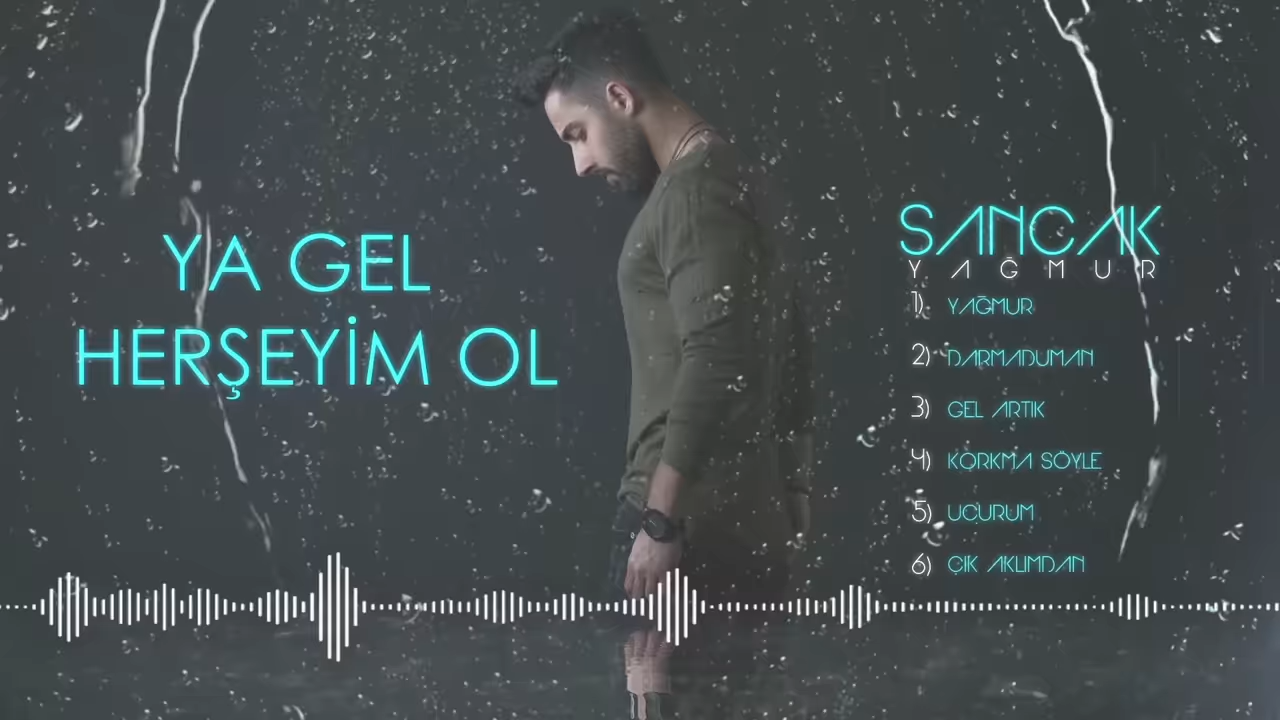 YA GEL
HERŞEYİM OL
SANCAK
YAĞMUR
1) YAĞMUR
2) DARMADUMAN
3) GEL ARTIK
4) KORKMA SÖYLE
5) UÇURUM
6) ÇIK AKLIMDAN